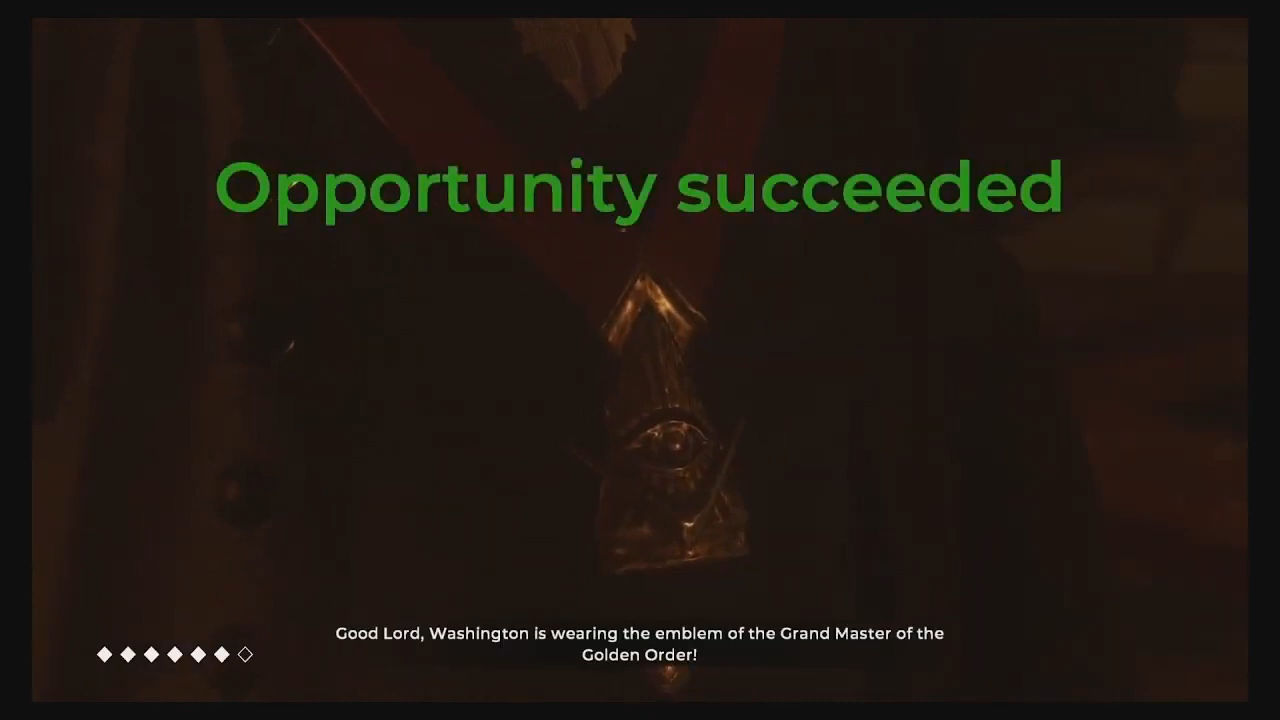 Opportunity succeeded
Good Lord, Washington is wearing the emblem of the Grand Master of the
Golden Order!